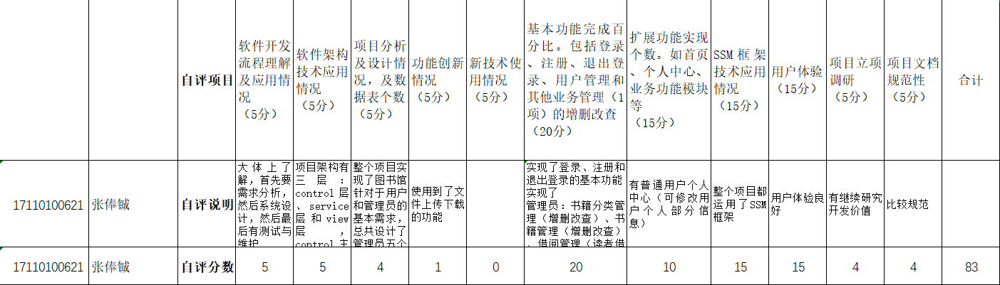 自评项目
软件开发
流程理解
及应用情
况
（5分）
软件架构
技术应用
情况
（5分）
项目分析
及设计情
况，及数
据表个数
（5分）
功能创新
情况
（5分）
新技术使
用情况
（5分）
基本功能完成百
分比。包括登录
、注册、退出登
录、用户管理和
其他业务管理（1
项）的增删改查
（20分）
扩展功能实现
个数。如首页
、个人中心、
业务功能模块
等
（15分）
SSM框架
技术应用
情况
（15分）
用户体验
（15分）
项目立项
调研
（5分）
项目文档
规范性
（5分）
合计
17110100621
张俸铖
自评说明
大体上了
解，首先要
需求分析，
然后系统设
计，然后最
后有测试与
维护
项目架构有
三层：
control层
、service
层和view
层，
control主
整个项目实
现了图书馆
针对于用户
和管理员的
基本需求，
总共设计了
管理员五个
使用到了文
件上传下载
的功能
实现了登录、注册和
退出登录的基本功能
实现了
管理员：书籍分类管
理（增删改查）、书
籍管理（增删改查）
、借阅管理（读者借
有普通用户个人
中心（可修改用
户个人部分信
息）
整个项目都
运用了SSM
框架
用户体验良
好
有继续研究
开发价值
比较规范
17110100621
张俸铖
自评分数
5
5
4
1
0
20
10
15
15
4
4
83